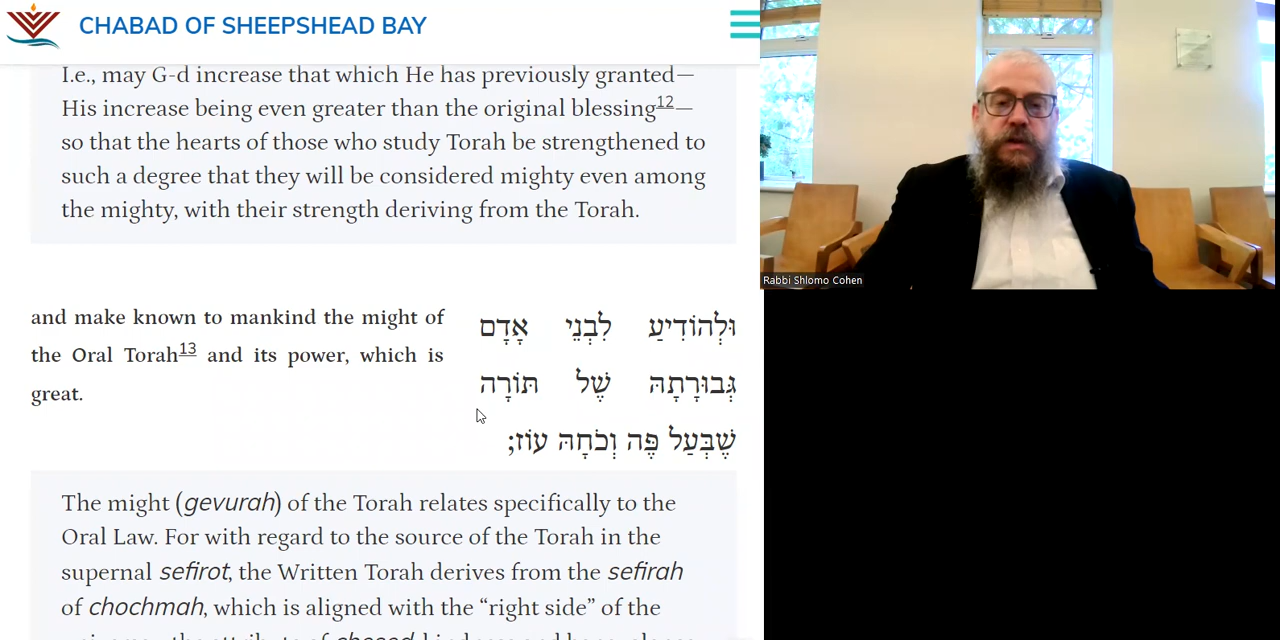 CHABAD OF SHEEPSHEAD BAY
I.e., may G-d increase that which He has previously granted—
His increase being even greater than the original blessing12—
so that the hearts of those who study Torah be strengthened to
such a degree that they will be considered mighty even among
the mighty, with their strength deriving from the Torah.
and make known to mankind the might of
the Oral Torah13 and its power, which is
great.
וּלְהוֹדִיעַ לִבְנֵי אָדָם
גְּבוּרָתָהּ שֶׁל תּוֹרָה
שֶׁבְּעַל פֶּה וְכֹחָהּ עוֹז;
The might (gevurah) of the Torah relates specifically to the
Oral Law. For with regard to the source of the Torah in the
supernal sefirot, the Written Torah derives from the sefirah
of chochmah, which is aligned with the “right side” of the
Rabbi Shlomo Cohen